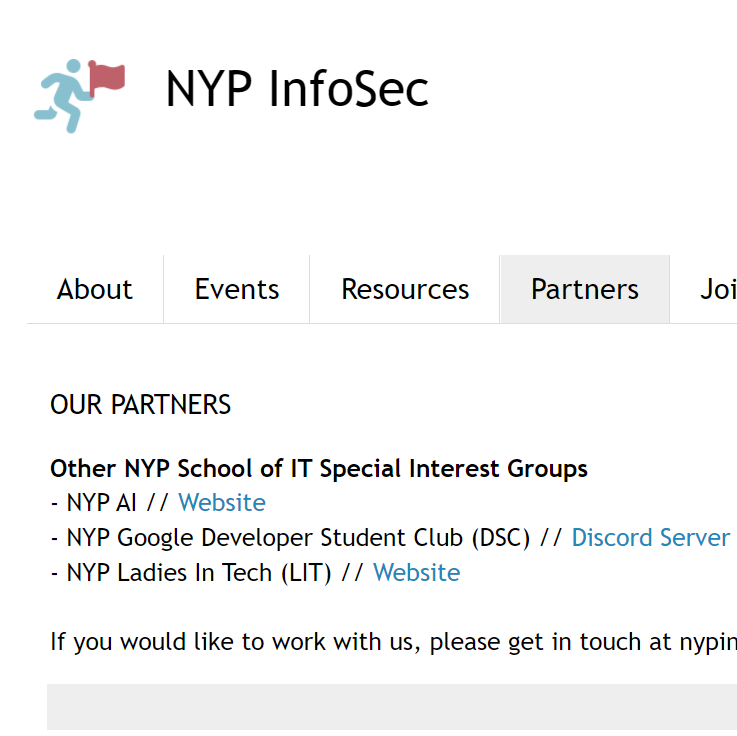 NYP InfoSec
About Events Resources Partners
OUR PARTNERS
Other NYP School of IT Special Interest Groups
- NYP AI // Website
- NYP Google Developer Student Club (DSC) // Discord Server
- NYP Ladies In Tech (LIT) // Website
If you would like to work with us, please get in touch at